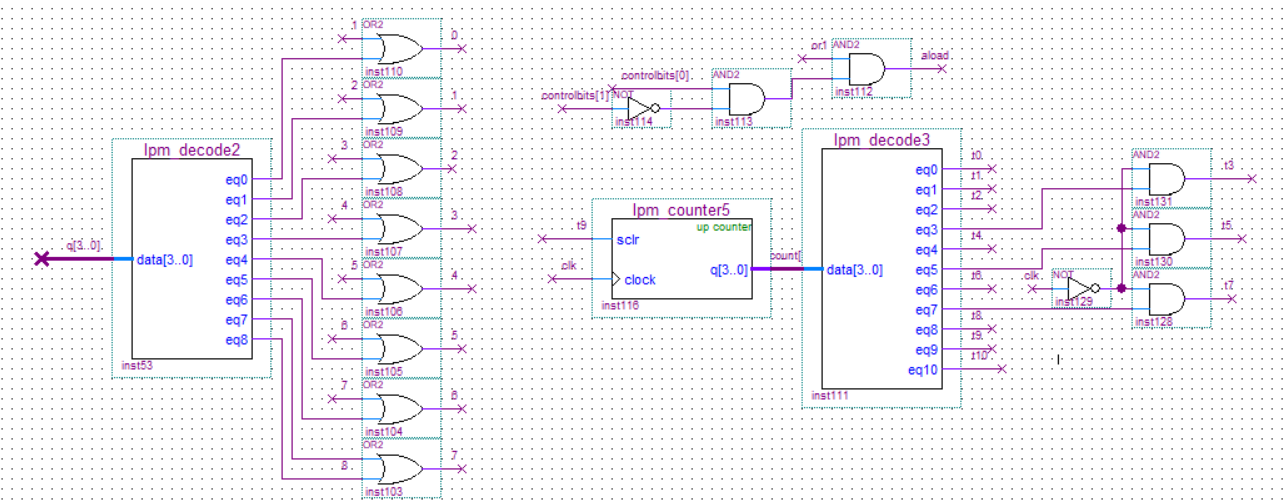 1 OR2 0
inst110
2 OR2 1
inst109
3 OR2 2
inst108
4 OR2 3
inst107
5 OR2 4
inst106
6 OR2 5
inst105
7 OR2 6
inst104
8 OR2 7
inst103
lpm_decode2
q[3..0] data[3..0]
eq0
eq1
eq2
eq3
eq4
eq5
eq6
eq7
eq8
inst53
controlbits[0]
controlbits[1] NOT
inst114
AND2
inst113
or1 AND2 aload
inst112
lpm_counter5
up counter
t9 sclr
clk clock
q[3..0] count[
inst116
lpm_decode3
data[3..0]
eq0 t0
eq1 t1
eq2 t2
eq3
eq4 t4
eq5
eq6 t6
eq7
eq8 t8
eq9 t9
eq10 t10
inst111
clk NOT
inst129
AND2 t3
inst131
AND2 t5
inst130
AND2 t7
inst128